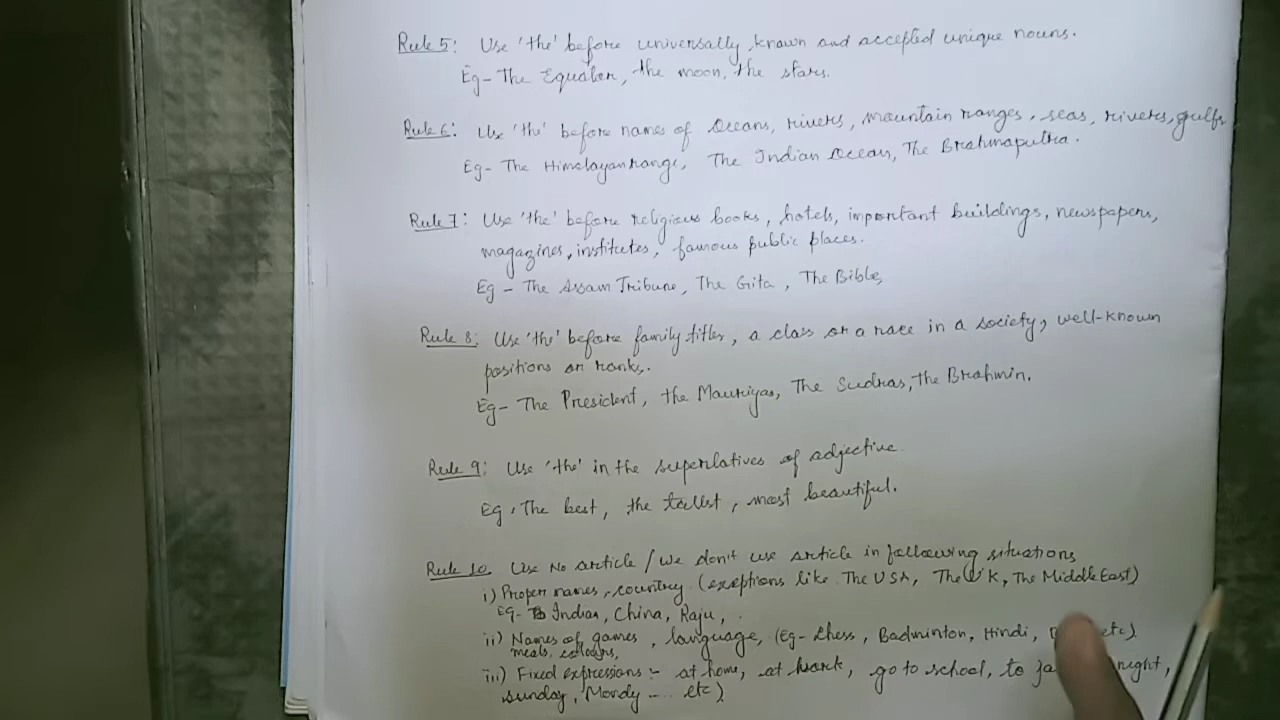 Rule 5: Use 'the' before universally known and accepted unique nouns.
Eg- The Equator, the moon, the stars.
Rule 6: Use 'the' before names of Oceans, rivers, mountain ranges, seas, rivers, gulfs
Eg- The Himalayan range, The Indian Ocean, The Brahmaputra.
Rule 7: Use 'the' before religious books, hotels, important buildings, newspapers,
magazines, institutes, famous public places.
Eg - The Assam Tribune, The Gita, The Bible,
Rule 8: Use 'the' before family titles, a class or a race in a society, well-known
positions or ranks.
Eg- The President, the Mauriyas, The Sudras, the Brahmin.
Rule 9: Use 'the' in the superlatives of adjective.
Eg. The best, the tallest, most beautiful.
Rule 10. Use No article / We don't use article in following situations
i) Proper names, country (exceptions like The USA, The UK, The Middle East)
Eg- Indian, China, Raju,
ii) Names of games, language, (Eg- Chess, Badminton, Hindi, etc)
meals, colours,
iii) Fixed expressions :- at home, at work, go to school, to night,
Sunday, Mondy .... etc)